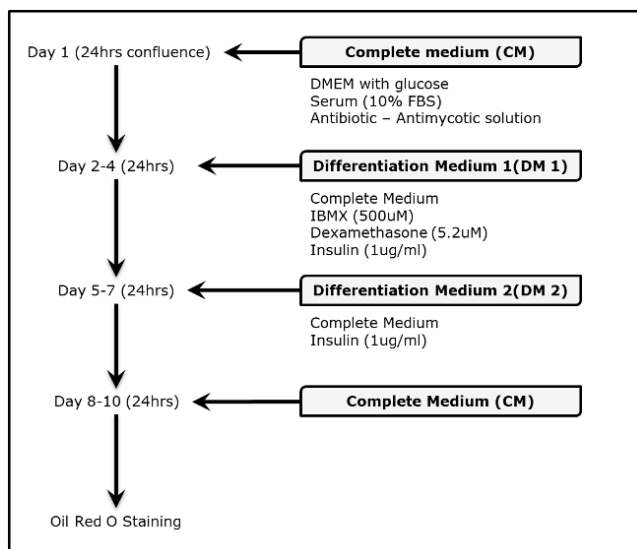 Day 1 (24hrs confluence)
Complete medium (CM)
DMEM with glucose
Serum (10% FBS)
Antibiotic – Antimycotic solution
Day 2-4 (24hrs)
Differentiation Medium 1(DM 1)
Complete Medium
IBMX (500uM)
Dexamethasone (5.2uM)
Insulin (1ug/ml)
Day 5-7 (24hrs)
Differentiation Medium 2(DM 2)
Complete Medium
Insulin (1ug/ml)
Day 8-10 (24hrs)
Complete Medium (CM)
Oil Red O Staining